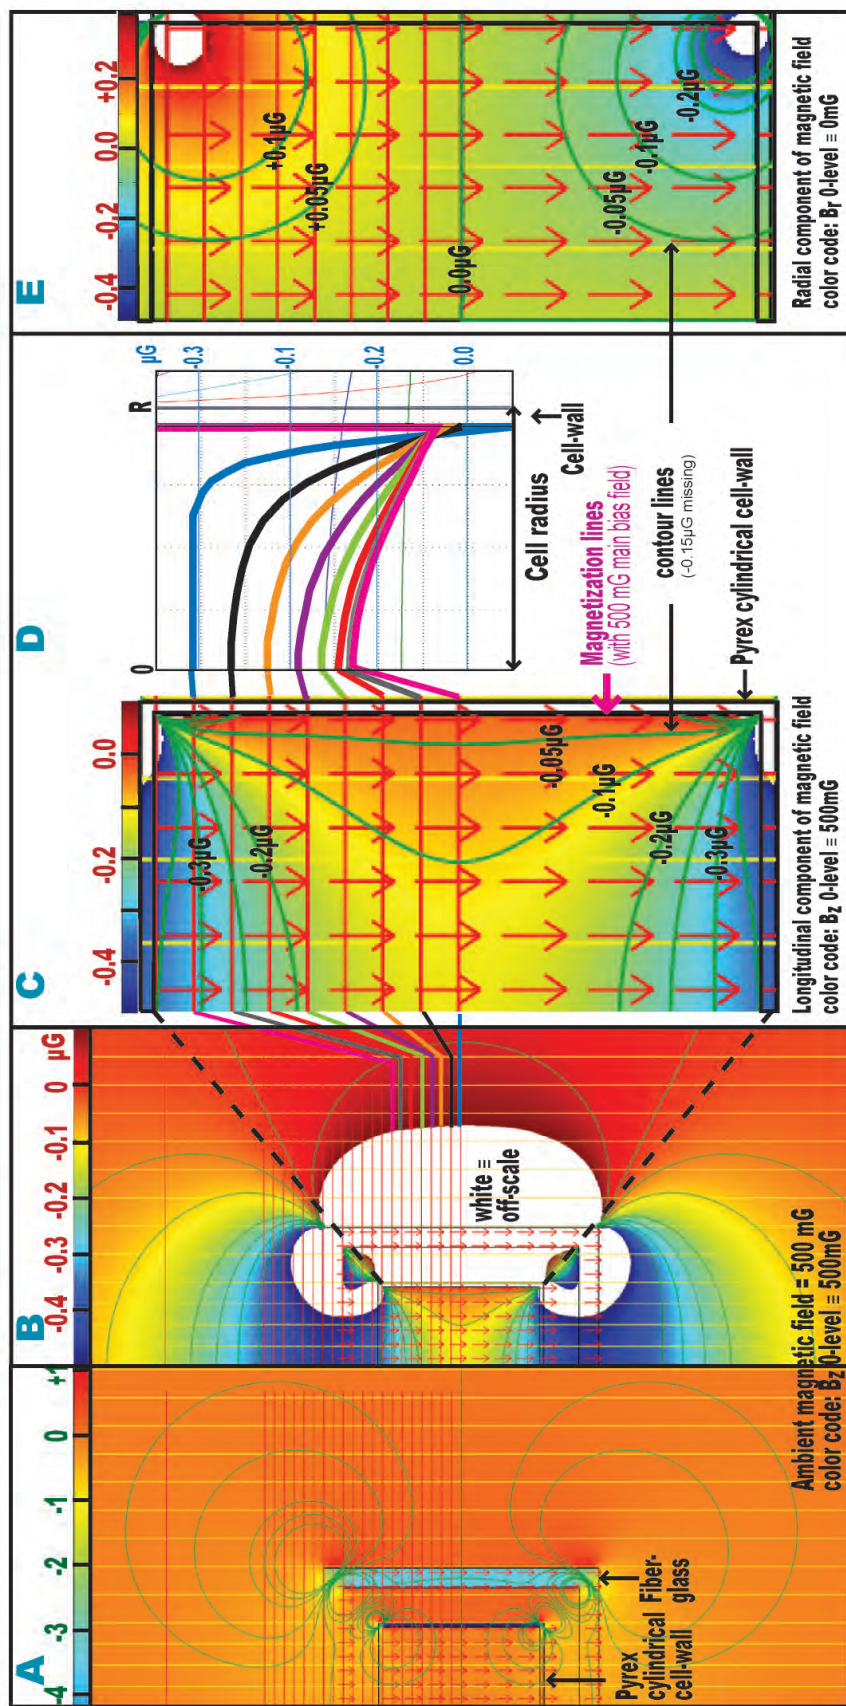 A
-4 -3 -2 -1 0 +1
Pyrex
cylindrical
cell-wall
Fiber-
glass
B
-0.4 -0.3 -0.2 -0.1 0 µG
white ≡
off-scale
Ambient magnetic field = 500 mG
color code: Bz 0-level ≡ 500mG
C
-0.4 -0.2 0.0
-0.3µG
-0.2µG
-0.05µG
-0.1µG
-0.2µG
-0.3µG
Longitudinal component of magnetic field
color code: Bz 0-level ≡ 500mG
D
0 R
µG
-0.3
-0.1
-0.2
0.0
Cell radius
Cell-wall
Magnetization lines
(with 500 mG main bias field)
contour lines
(-0.15µG missing)
Pyrex cylindrical cell-wall
E
-0.4 -0.2 0.0 +0.2
+0.1µG
+0.05µG
0.0µG
-0.05µG
-0.1µG
-0.2µG
Radial component of magnetic field
color code: Br 0-level ≡ 0mG